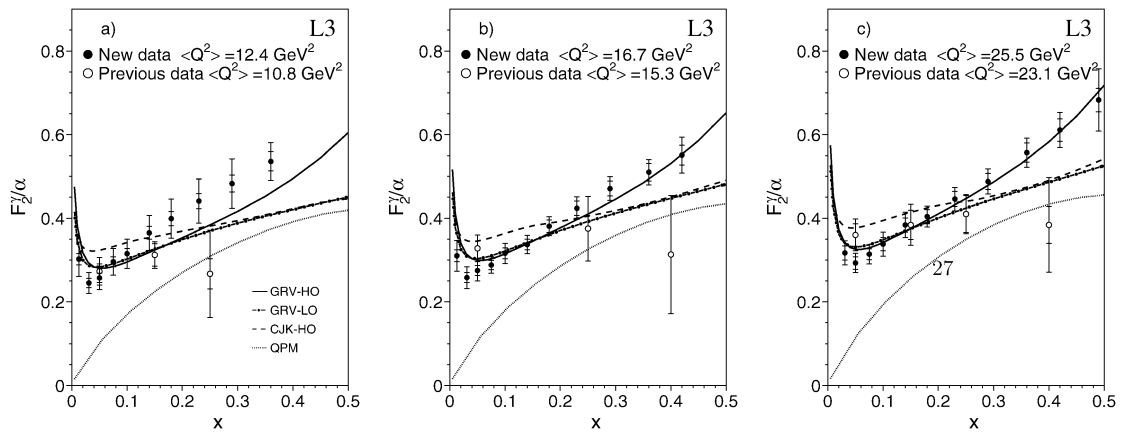 a) L3
● New data <Q²> =12.4 GeV²
○ Previous data <Q²> =10.8 GeV²
0.8
0.6
0.4
0.2
0
F₂^γ/α
GRV-HO
GRV-LO
CJK-HO
QPM
0 0.1 0.2 0.3 0.4 0.5
x
b) L3
● New data <Q²> =16.7 GeV²
○ Previous data <Q²> =15.3 GeV²
0.8
0.6
0.4
0.2
0
F₂^γ/α
0 0.1 0.2 0.3 0.4 0.5
x
c) L3
● New data <Q²> =25.5 GeV²
○ Previous data <Q²> =23.1 GeV²
0.8
0.6
0.4
0.2
0
F₂^γ/α
27
0 0.1 0.2 0.3 0.4 0.5
x